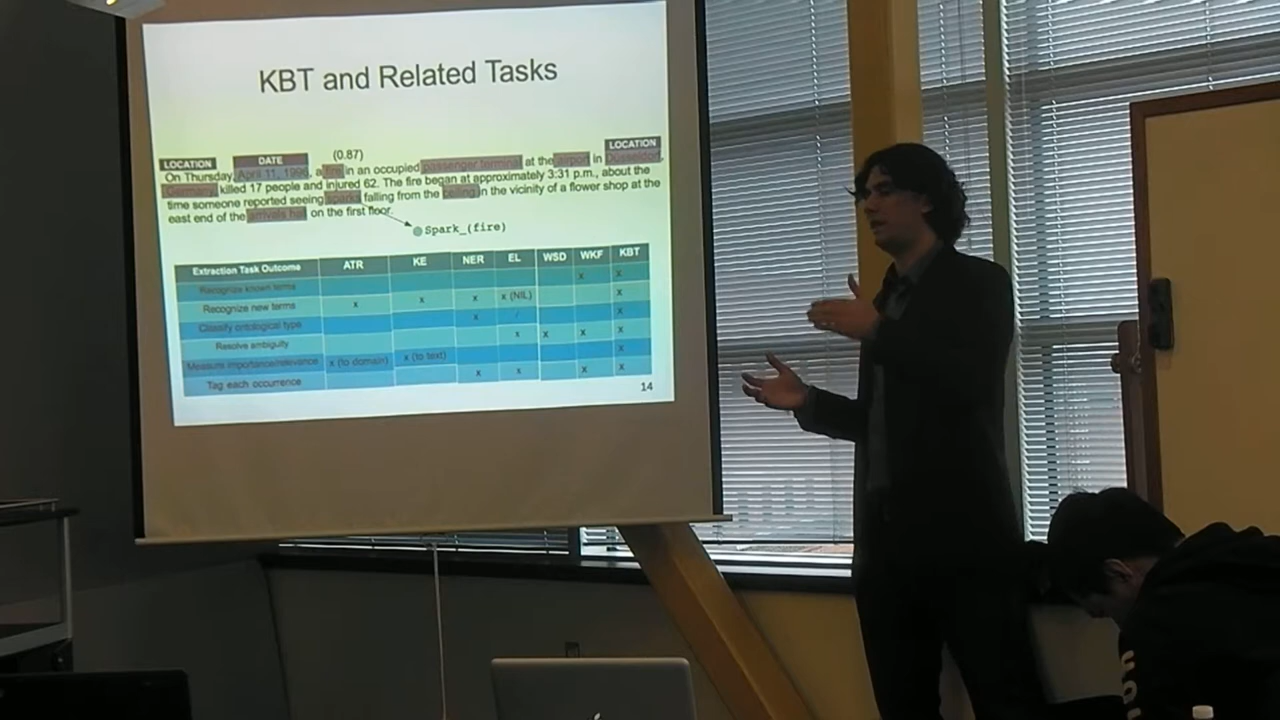 KBT and Related Tasks
(0.87)
LOCATION
DATE
LOCATION
On Thursday, April 11, 1996, a fire in an occupied passenger terminal at the airport in Düsseldorf,
Germany, killed 17 people and injured 62. The fire began at approximately 3:31 p.m., about the
time someone reported seeing sparks falling from the ceiling in the vicinity of a flower shop at the
east end of the arrivals hall on the first floor.
Spark_(fire)
Extraction Task Outcome ATR KE NER EL WSD WKF KBT
Recognize known terms x x
Recognize new terms x x x x (NIL) x
Classify ontological type x x
Resolve ambiguity x x x x
Measure importance/relevance x (to domain) x (to text) x
Tag each occurrence x x x x
14